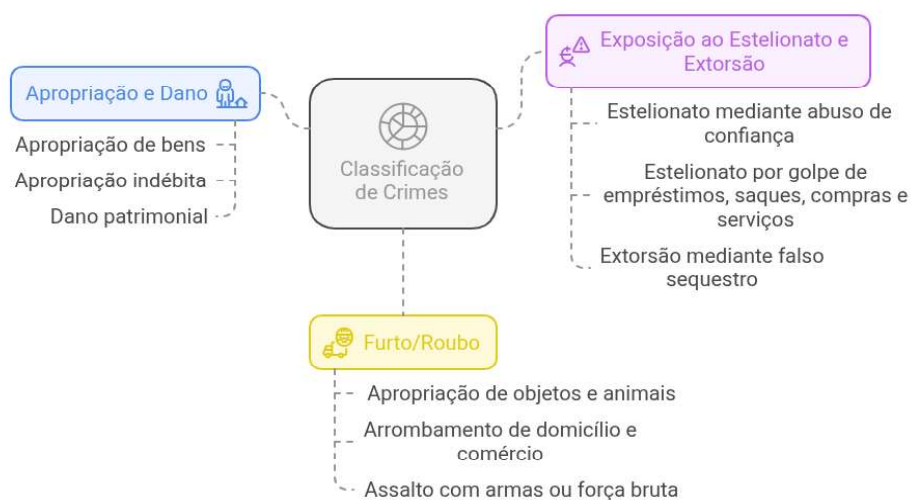 Classificação
de Crimes
Apropriação e Dano
Apropriação de bens
Apropriação indébita
Dano patrimonial
Exposição ao Estelionato e
Extorsão
Estelionato mediante abuso de
confiança
Estelionato por golpe de
empréstimos, saques, compras e
serviços
Extorsão mediante falso
sequestro
Furto/Roubo
Apropriação de objetos e animais
Arrombamento de domicílio e
comércio
Assalto com armas ou força bruta